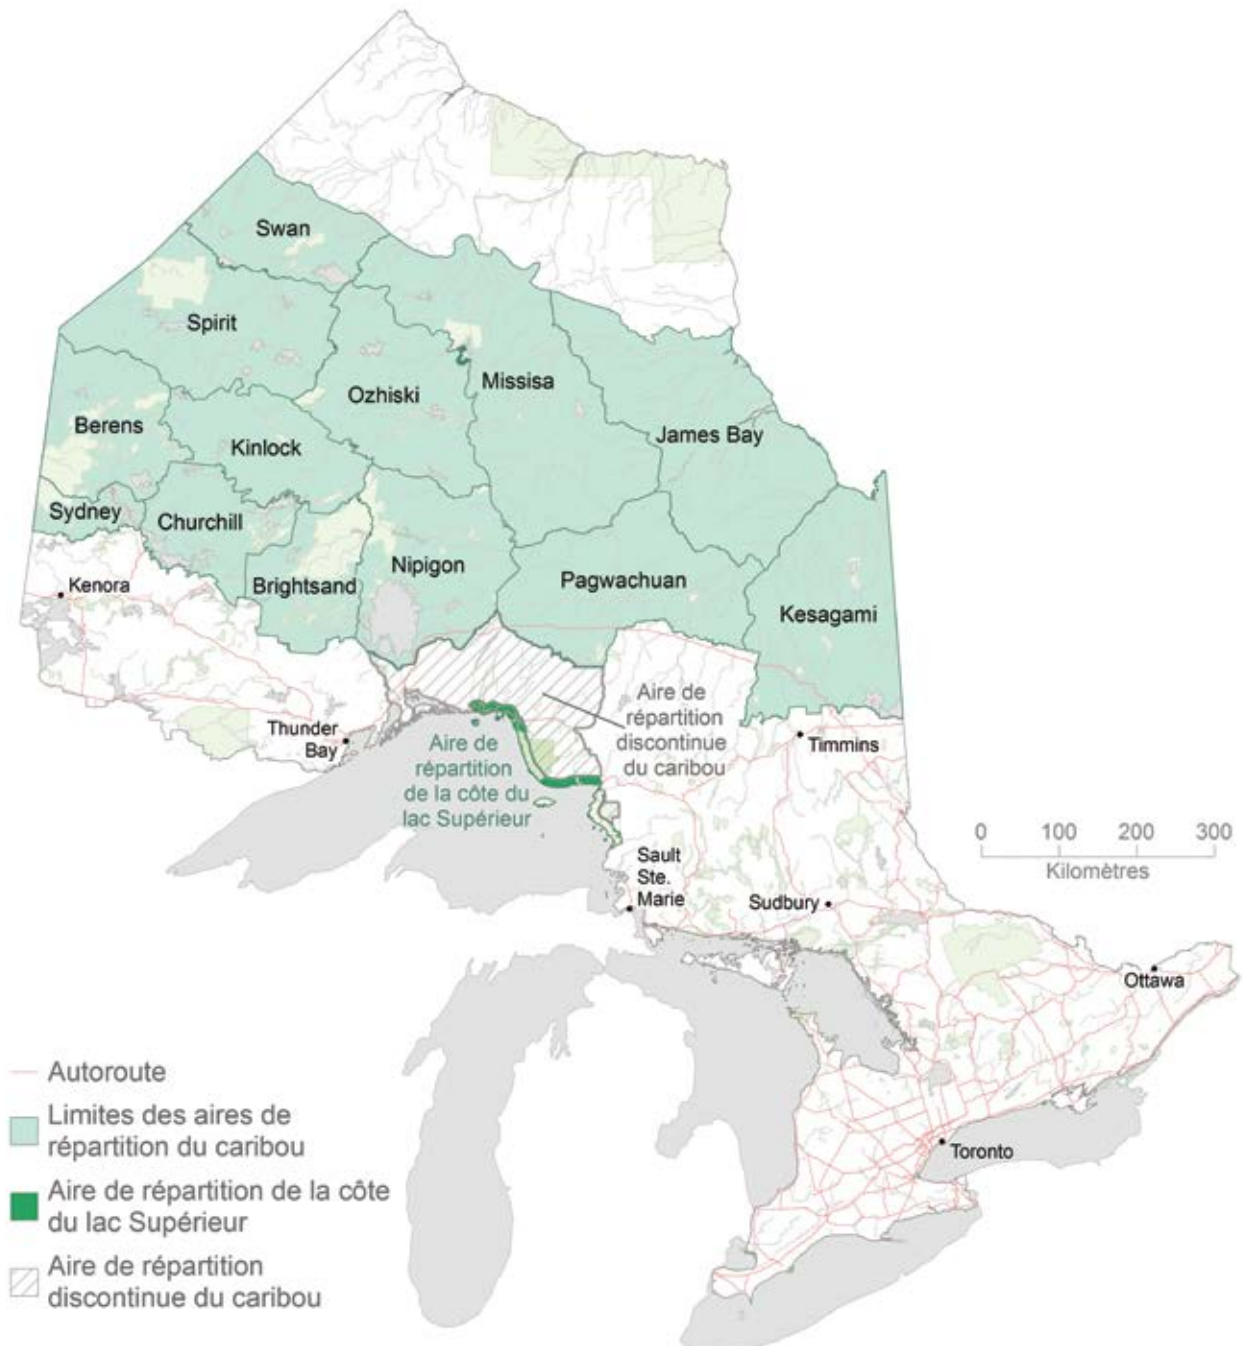 Swan
Spirit
Ozhiski
Missisa
Berens
Kinlock
James Bay
Sydney
Churchill
Nipigon
Brightsand
Pagwachuan
Kesagami
Kenora
Thunder
Bay
Aire de
répartition
de la côte du
lac Supérieur
Aire de
répartition
discontinue
du caribou
Timmins
0 100 200 300
Kilomètres
Sault
Ste.
Marie
Sudbury
Ottawa
Toronto
Autoroute
Limites des aires de
répartition du caribou
Aire de répartition de la côte
du lac Supérieur
Aire de répartition
discontinue du caribou